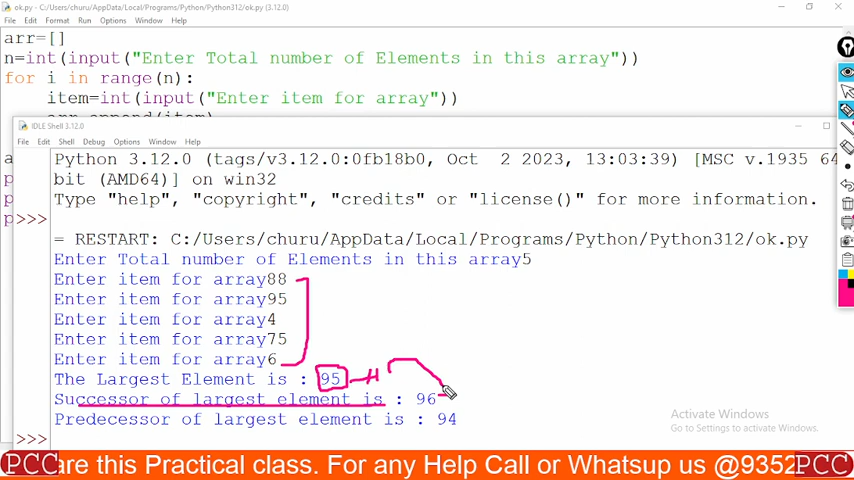 ok.py - C:/Users/churu/AppData/Local/Programs/Python/Python312/ok.py (3.12.0)
File Edit Format Run Options Window Help
arr=[]
n=int(input("Enter Total number of Elements in this array"))
for i in range(n):
item=int(input("Enter item for array"))
arr.append(item)
IDLE Shell 3.12.0
File Edit Shell Debug Options Window Help
a
p
p
p
Python 3.12.0 (tags/v3.12.0:0fb18b0, Oct 2 2023, 13:03:39) [MSC v.1935 64
bit (AMD64)] on win32
Type "help", "copyright", "credits" or "license()" for more information.
>>>
= RESTART: C:/Users/churu/AppData/Local/Programs/Python/Python312/ok.py
Enter Total number of Elements in this array5
Enter item for array88
Enter item for array95
Enter item for array4
Enter item for array75
Enter item for array6
The Largest Element is : 95
Successor of largest element is : 96
Predecessor of largest element is : 94
>>>
Activate Windows
Go to Settings to activate Windows.
PCC are this Practical class. For any Help Call or Whatsup us @9352 PCC